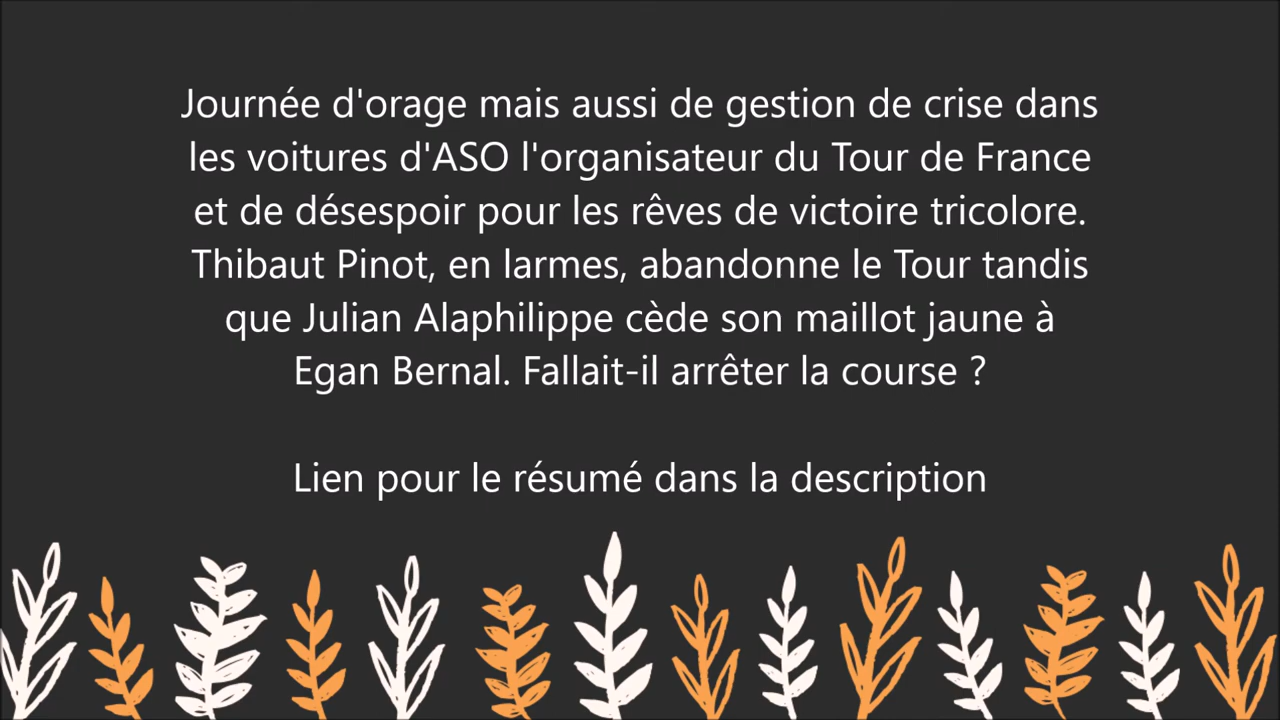 Journée d'orage mais aussi de gestion de crise dans
les voitures d'ASO l'organisateur du Tour de France
et de désespoir pour les rêves de victoire tricolore.
Thibaut Pinot, en larmes, abandonne le Tour tandis
que Julian Alaphilippe cède son maillot jaune à
Egan Bernal. Fallait-il arrêter la course ?
Lien pour le résumé dans la description